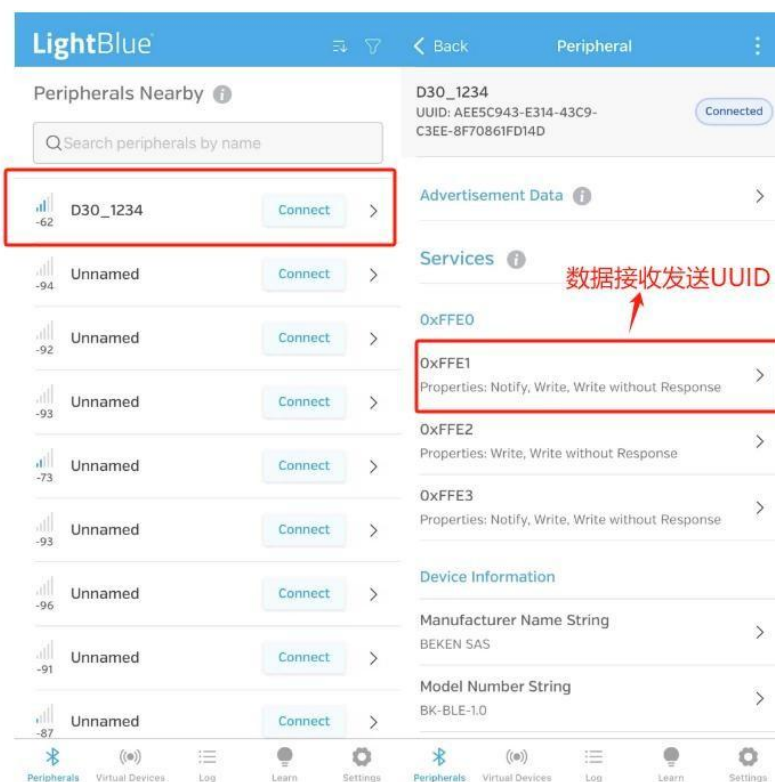 LightBlue
Peripherals Nearby
Search peripherals by name
D30_1234
Connect
-62
Unnamed
Connect
-94
Unnamed
Connect
-92
Unnamed
Connect
-93
Unnamed
Connect
-73
Unnamed
Connect
-93
Unnamed
Connect
-96
Unnamed
Connect
-91
Unnamed
Connect
-87
Peripherals
Virtual Devices
Log
Learn
Settings
Back
Peripheral
D30_1234
UUID: AEE5C943-E314-43C9-
C3EE-8F70861FD14D
Connected
Advertisement Data
Services
数据接收发送UUID
0xFFE0
0xFFE1
Properties: Notify, Write, Write without Response
0xFFE2
Properties: Write, Write without Response
0xFFE3
Properties: Notify, Write, Write without Response
Device Information
Manufacturer Name String
BEKEN SAS
Model Number String
BK-BLE-1.0
Peripherals
Virtual Devices
Log
Learn
Settings